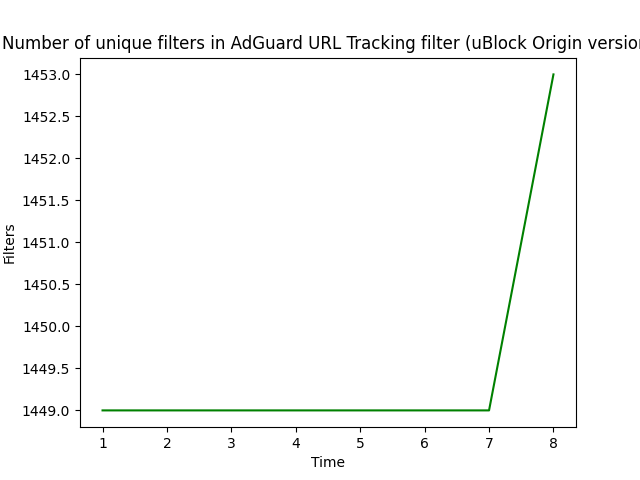 Number of unique filters in AdGuard URL Tracking filter (uBlock Origin version
1453.0
1452.5
1452.0
1451.5
1451.0
1450.5
1450.0
1449.5
1449.0
Filters
1 2 3 4 5 6 7 8
Time